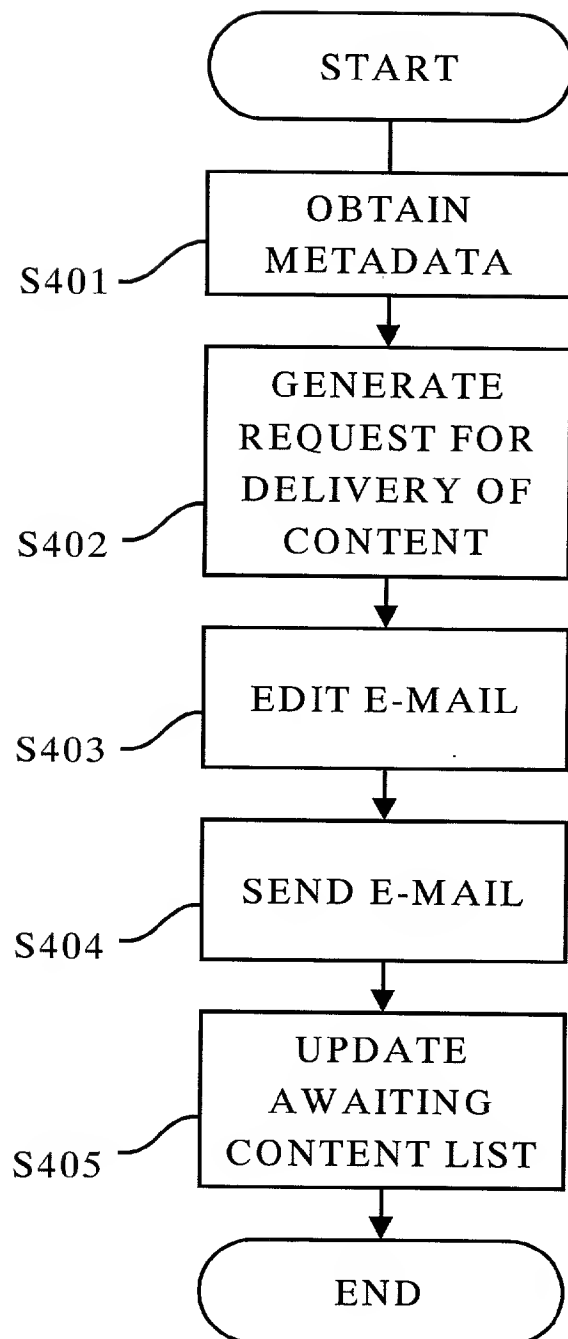 START
OBTAIN
METADATA
S401
GENERATE
REQUEST FOR
DELIVERY OF
CONTENT
S402
EDIT E-MAIL
S403
SEND E-MAIL
S404
UPDATE
AWAITING
CONTENT LIST
S405
END